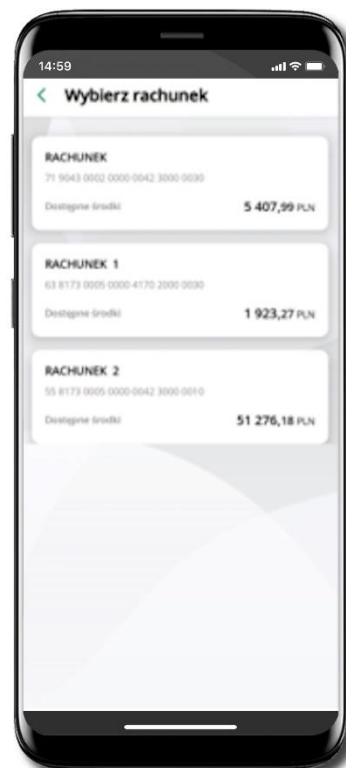 14:59
Wybierz rachunek
RACHUNEK
71 9043 0002 0000 0042 3000 0030
Dostępne środki 5 407,99 PLN
RACHUNEK 1
63 8173 0005 0000 4170 2000 0030
Dostępne środki 1 923,27 PLN
RACHUNEK 2
55 8173 0005 0000 0042 3000 0010
Dostępne środki 51 276,18 PLN